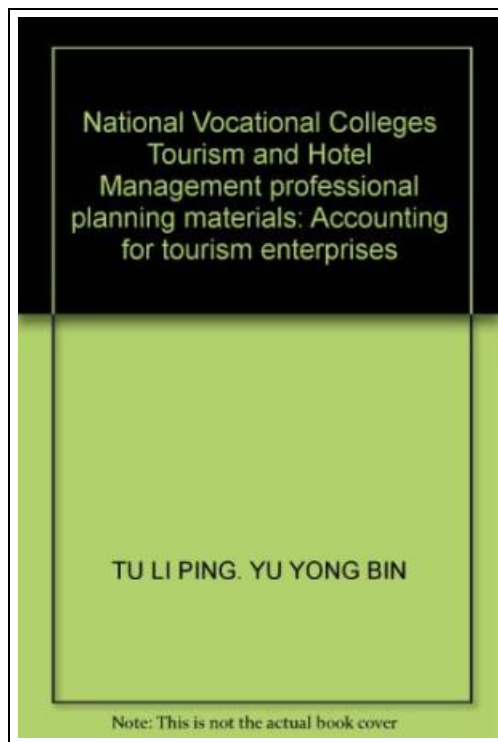 National Vocational Colleges
Tourism and Hotel
Management professional
planning materials: Accounting
for tourism enterprises
TU LI PING. YU YONG BIN
Note: This is not the actual book cover